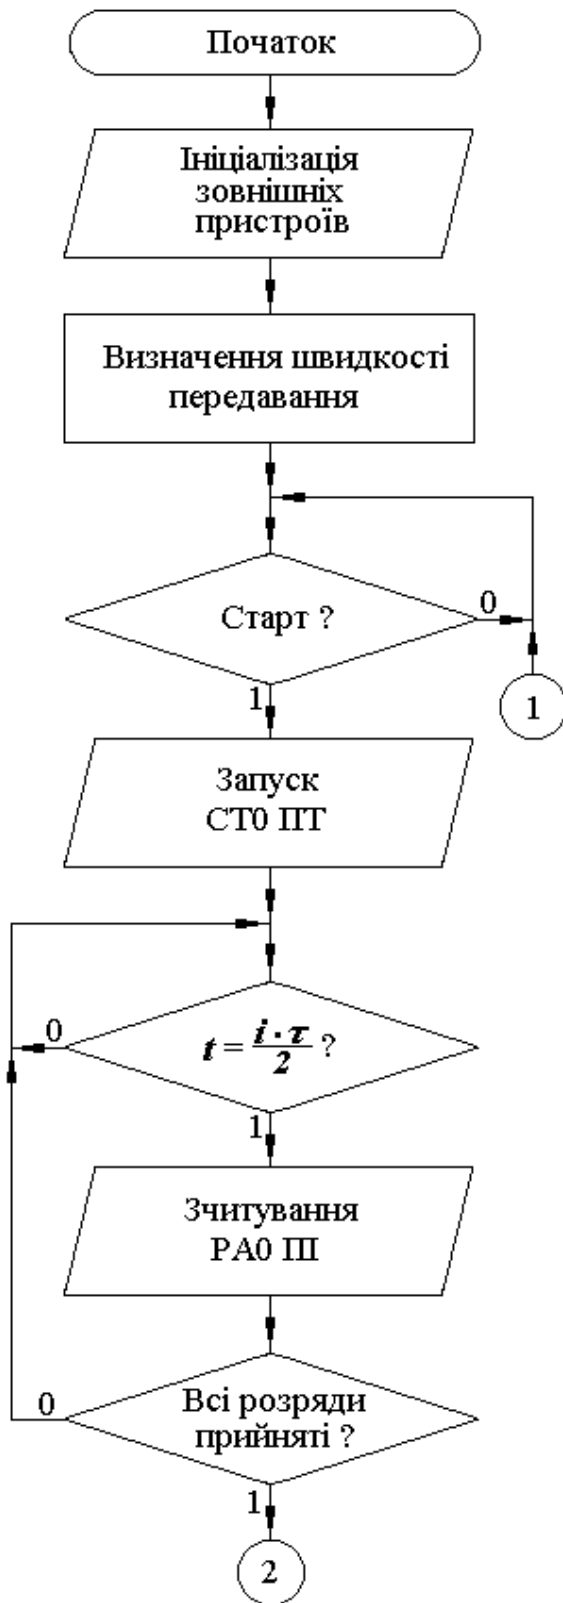 Початок
Ініціалізація
зовнішніх
пристроїв
Визначення швидкості
передавання
Старт ?
0
1
1
Запуск
СТ0 ПТ
0
t = i · τ / 2 ?
1
Зчитування
РА0 ПІ
0
Всі розряди
прийняті ?
1
2